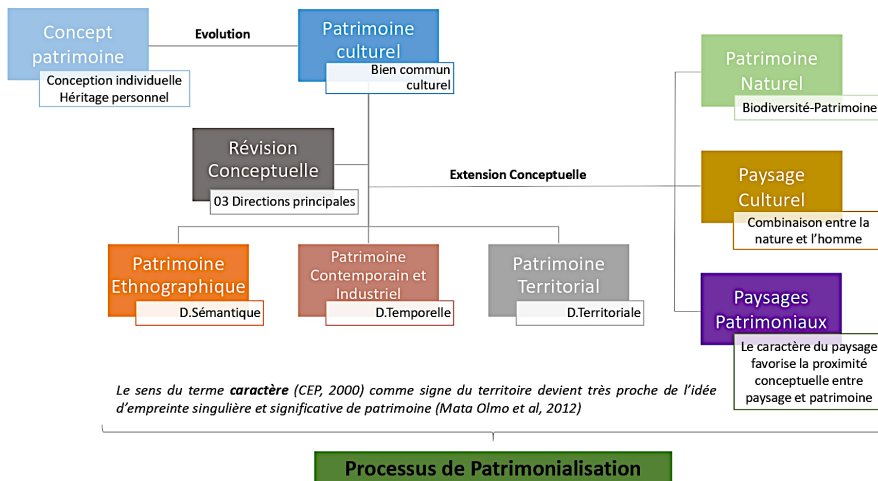 Concept
patrimoine
Conception individuelle
Héritage personnel
Evolution
Patrimoine
culturel
Bien commun
culturel
Révision
Conceptuelle
03 Directions principales
Extension Conceptuelle
Patrimoine
Naturel
Biodiversité-Patrimoine
Paysage
Culturel
Combinaison entre la
nature et l’homme
Paysages
Patrimoniaux
Le caractère du paysage
favorise la proximité
conceptuelle entre
paysage et patrimoine
Patrimoine
Ethnographique
D.Sémantique
Patrimoine
Contemporain et
Industriel
D.Temporelle
Patrimoine
Territorial
D.Territoriale
Le sens du terme caractère (CEP, 2000) comme signe du territoire devient très proche de l’idée
d’empreinte singulière et significative de patrimoine (Mata Olmo et al, 2012)
Processus de Patrimonialisation